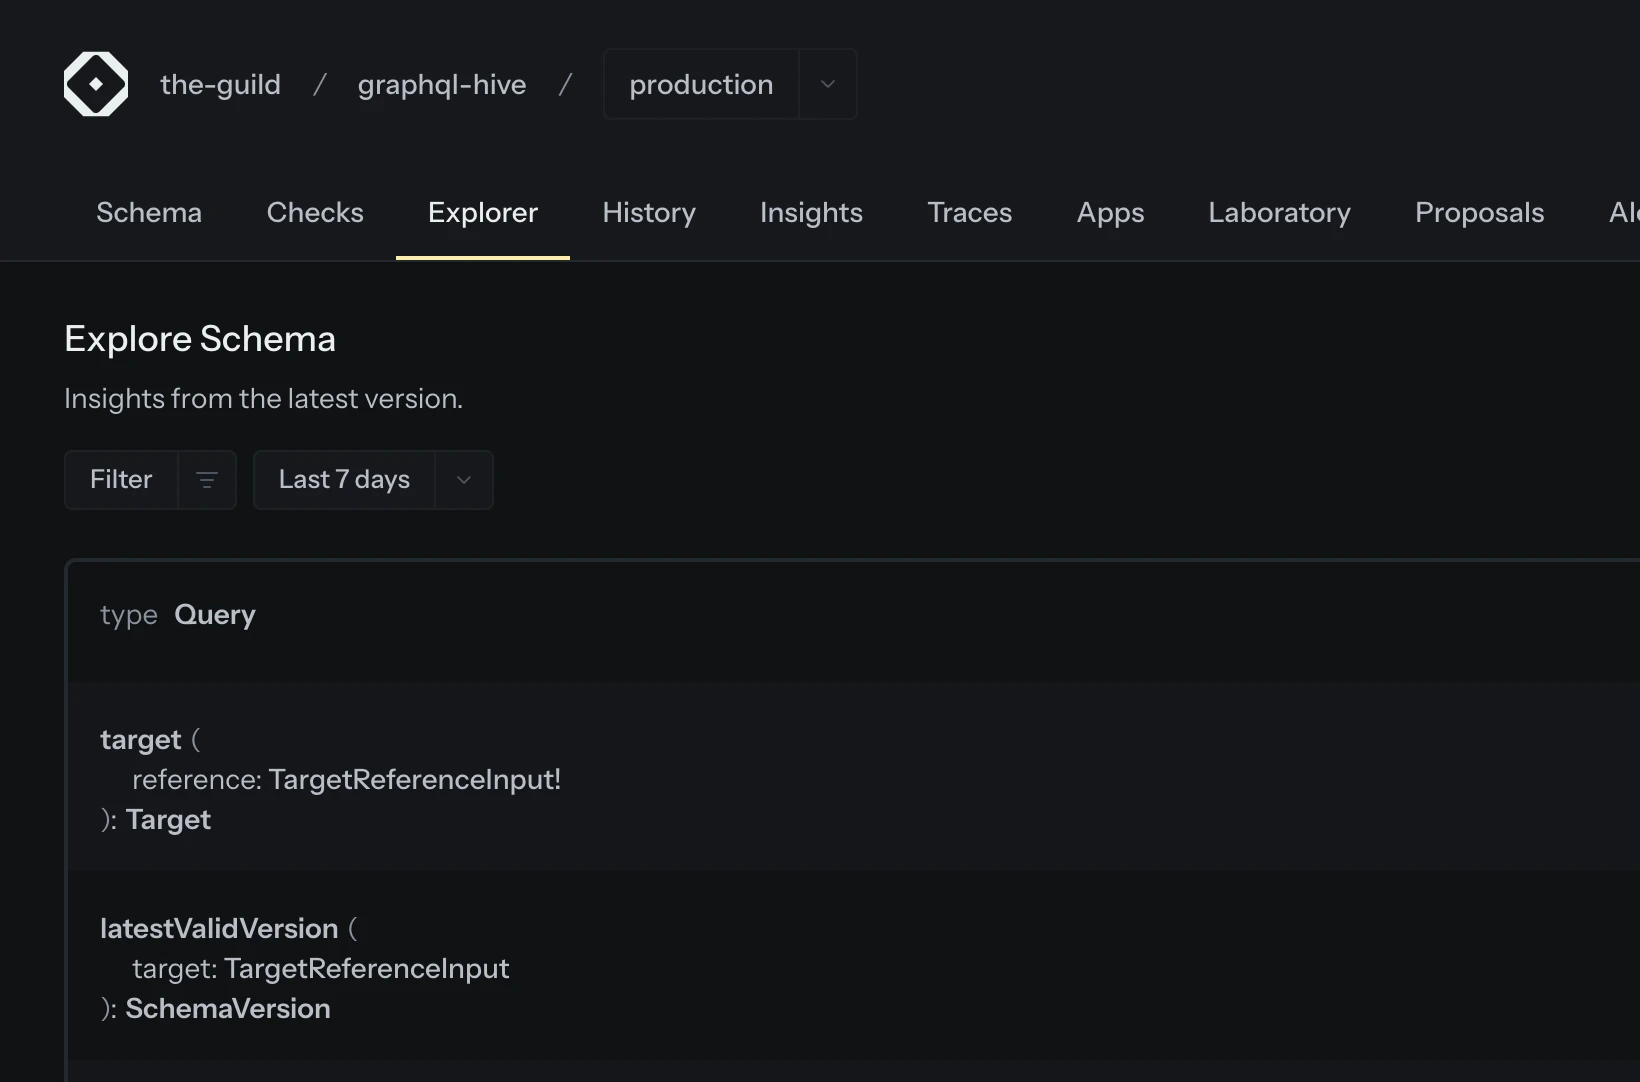 the-guild / graphql-hive / production
Schema Checks Explorer History Insights Traces Apps Laboratory Proposals
Explore Schema
Insights from the latest version.
Filter Last 7 days
type Query
target (
reference: TargetReferenceInput!
): Target
latestValidVersion (
target: TargetReferenceInput
): SchemaVersion